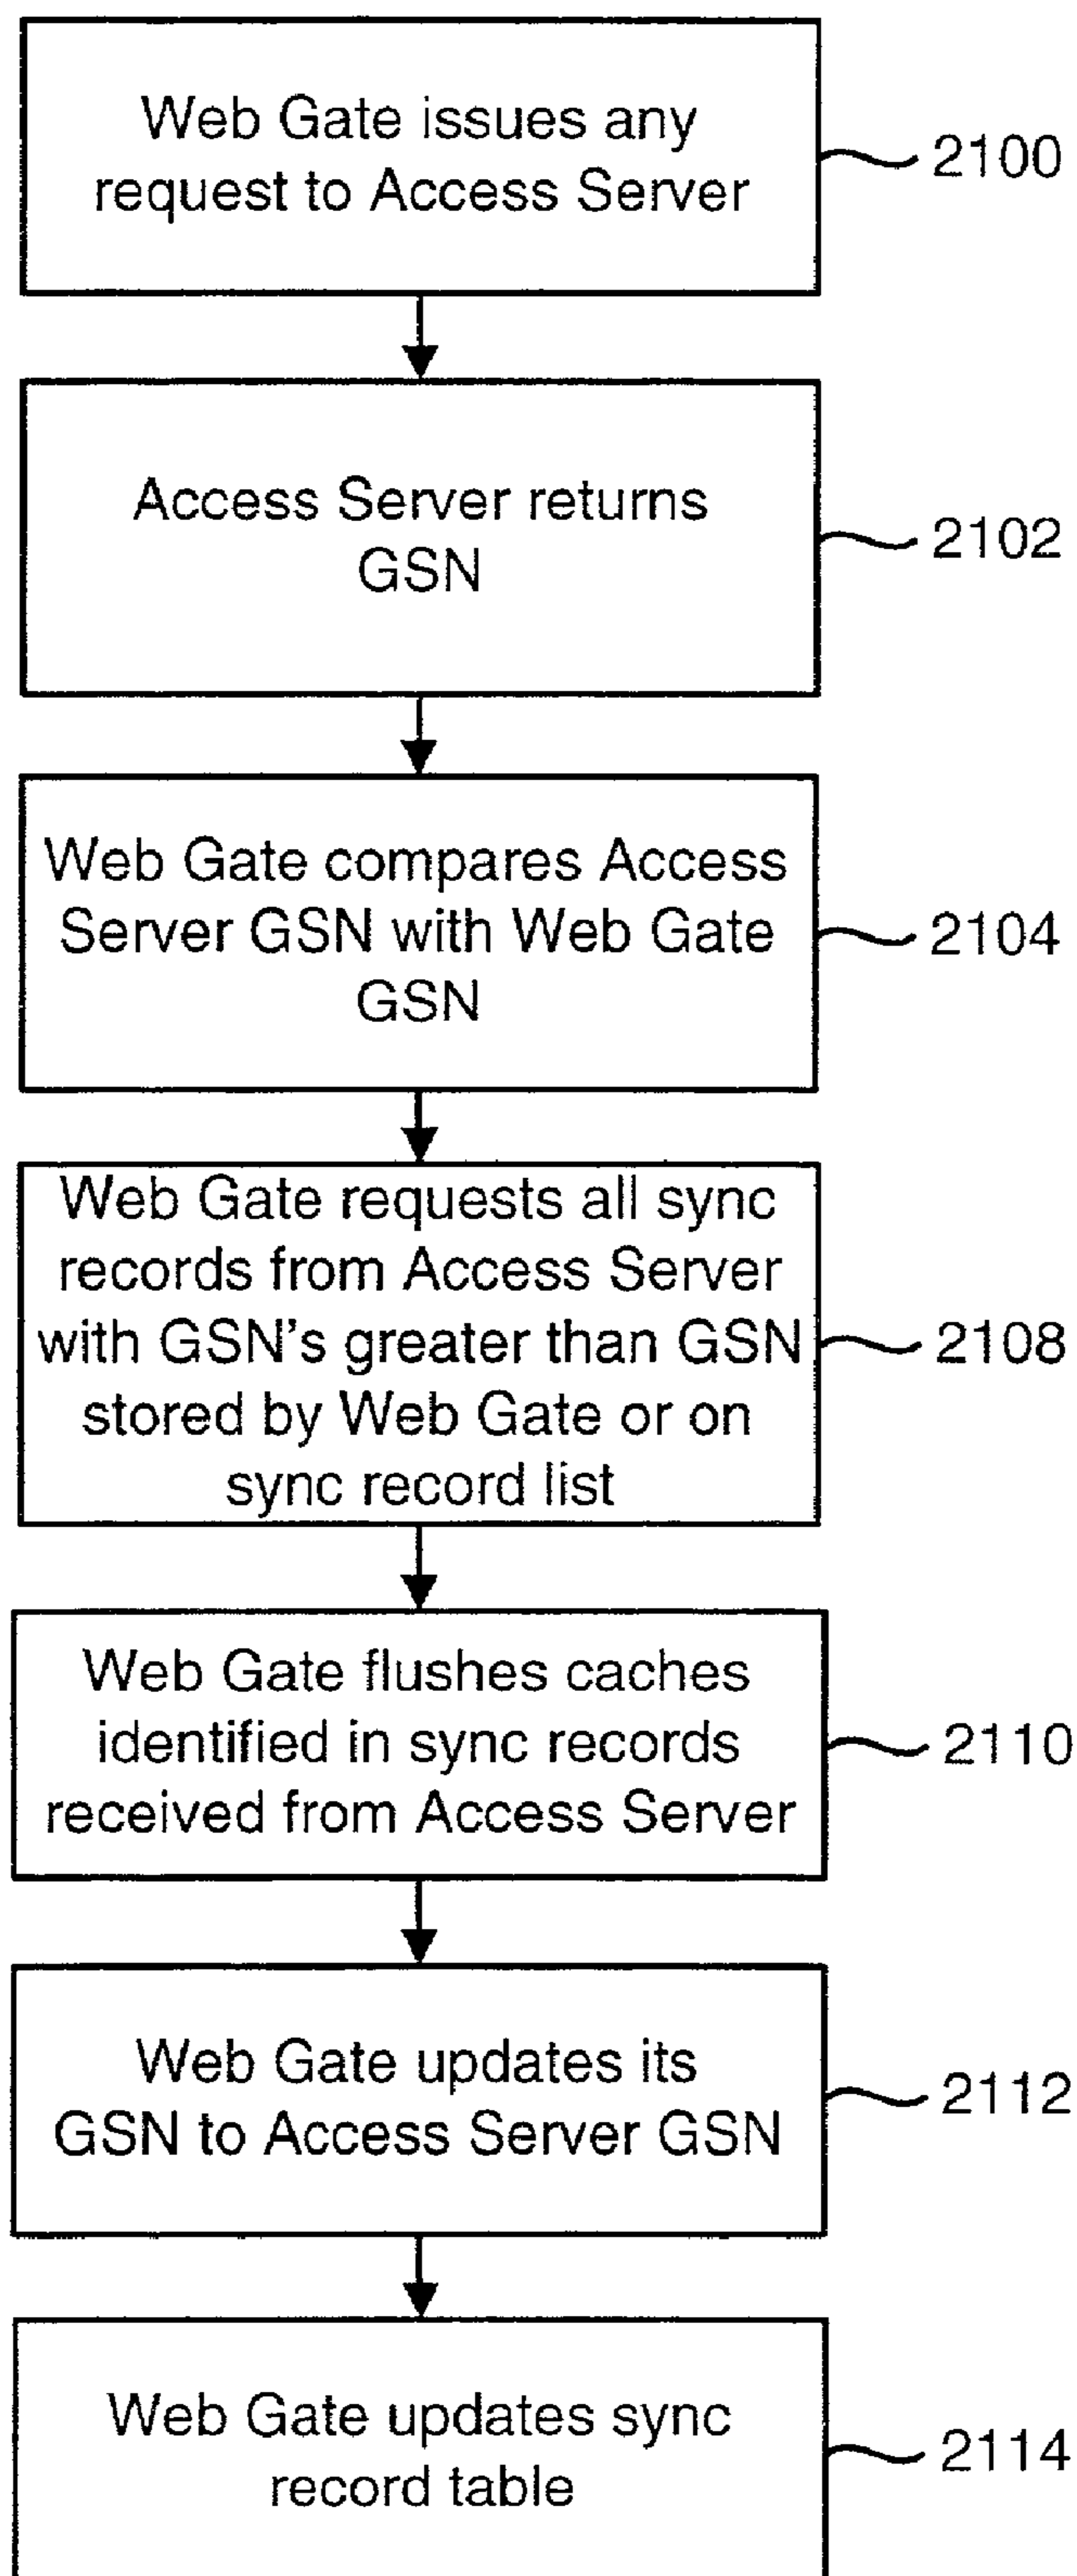 Web Gate issues any
request to Access Server
2100
Access Server returns
GSN
2102
Web Gate compares Access
Server GSN with Web Gate
GSN
2104
Web Gate requests all sync
records from Access Server
with GSN's greater than GSN
stored by Web Gate or on
sync record list
2108
Web Gate flushes caches
identified in sync records
received from Access Server
2110
Web Gate updates its
GSN to Access Server GSN
2112
Web Gate updates sync
record table
2114